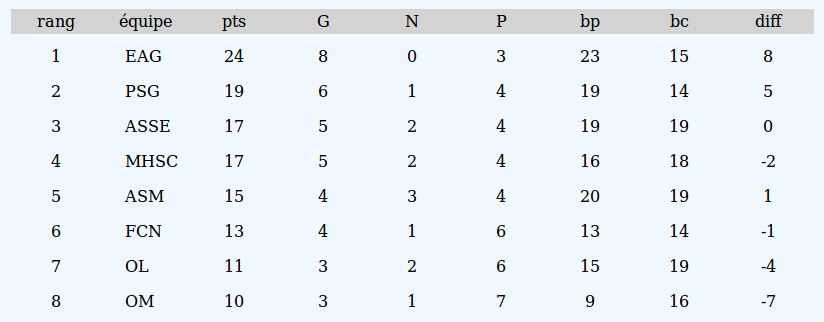 rang équipe pts G N P bp bc diff
1 EAG 24 8 0 3 23 15 8
2 PSG 19 6 1 4 19 14 5
3 ASSE 17 5 2 4 19 19 0
4 MHSC 17 5 2 4 16 18 -2
5 ASM 15 4 3 4 20 19 1
6 FCN 13 4 1 6 13 14 -1
7 OL 11 3 2 6 15 19 -4
8 OM 10 3 1 7 9 16 -7